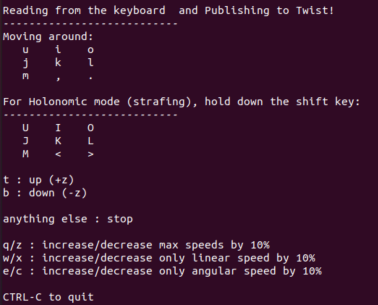 Reading from the keyboard  and Publishing to Twist!
---------------------------
Moving around:
   u    i    o
   j    k    l
   m    ,    .
For Holonomic mode (strafing), hold down the shift key:
---------------------------
   U    I    O
   J    K    L
   M    <    >
t : up (+z)
b : down (-z)
anything else : stop
q/z : increase/decrease max speeds by 10%
w/x : increase/decrease only linear speed by 10%
e/c : increase/decrease only angular speed by 10%
CTRL-C to quit